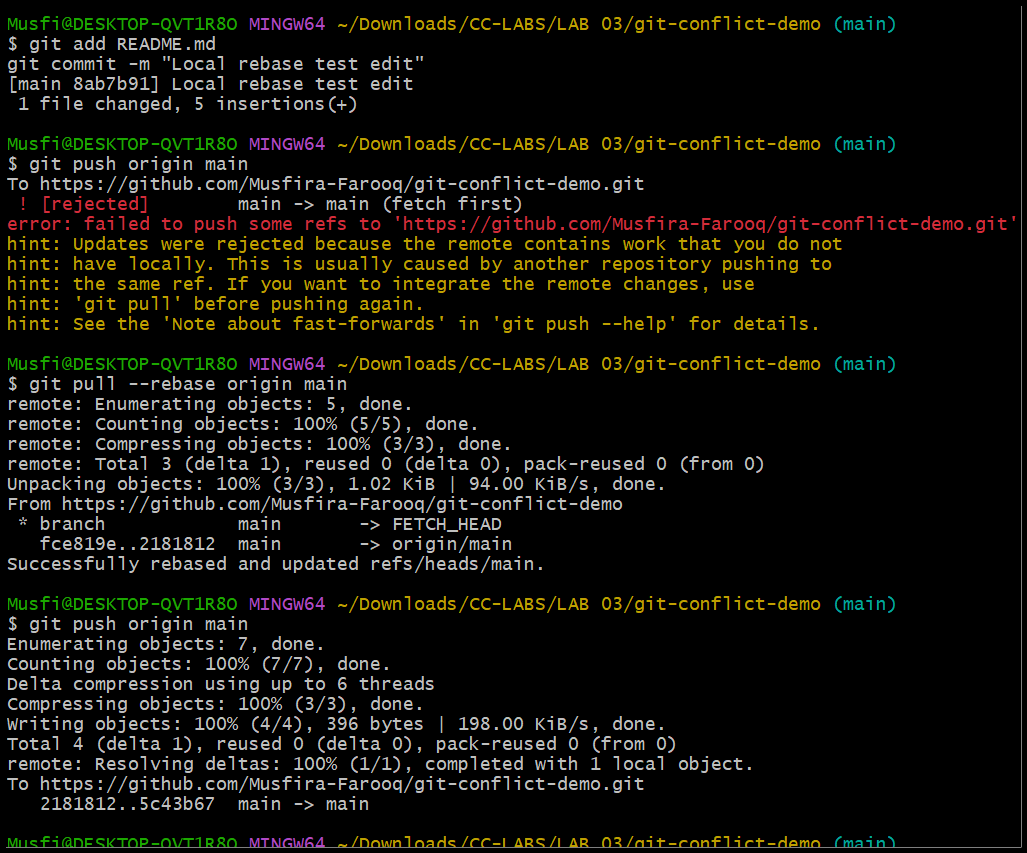 Musfi@DESKTOP-QVT1R8O MINGW64 ~/Downloads/CC-LABS/LAB 03/git-conflict-demo (main)
$ git add README.md
git commit -m "Local rebase test edit"
[main 8ab7b91] Local rebase test edit
 1 file changed, 5 insertions(+)

Musfi@DESKTOP-QVT1R8O MINGW64 ~/Downloads/CC-LABS/LAB 03/git-conflict-demo (main)
$ git push origin main
To https://github.com/Musfira-Farooq/git-conflict-demo.git
 ! [rejected]        main -> main (fetch first)
error: failed to push some refs to 'https://github.com/Musfira-Farooq/git-conflict-demo.git'
hint: Updates were rejected because the remote contains work that you do not
hint: have locally. This is usually caused by another repository pushing to
hint: the same ref. If you want to integrate the remote changes, use
hint: 'git pull' before pushing again.
hint: See the 'Note about fast-forwards' in 'git push --help' for details.

Musfi@DESKTOP-QVT1R8O MINGW64 ~/Downloads/CC-LABS/LAB 03/git-conflict-demo (main)
$ git pull --rebase origin main
remote: Enumerating objects: 5, done.
remote: Counting objects: 100% (5/5), done.
remote: Compressing objects: 100% (3/3), done.
remote: Total 3 (delta 1), reused 0 (delta 0), pack-reused 0 (from 0)
Unpacking objects: 100% (3/3), 1.02 KiB | 94.00 KiB/s, done.
From https://github.com/Musfira-Farooq/git-conflict-demo
 * branch            main       -> FETCH_HEAD
   fce819e..2181812  main       -> origin/main
Successfully rebased and updated refs/heads/main.

Musfi@DESKTOP-QVT1R8O MINGW64 ~/Downloads/CC-LABS/LAB 03/git-conflict-demo (main)
$ git push origin main
Enumerating objects: 7, done.
Counting objects: 100% (7/7), done.
Delta compression using up to 6 threads
Compressing objects: 100% (3/3), done.
Writing objects: 100% (4/4), 396 bytes | 198.00 KiB/s, done.
Total 4 (delta 1), reused 0 (delta 0), pack-reused 0 (from 0)
remote: Resolving deltas: 100% (1/1), completed with 1 local object.
To https://github.com/Musfira-Farooq/git-conflict-demo.git
   2181812..5c43b67  main -> main

Musfi@DESKTOP-QVT1R8O MINGW64 ~/Downloads/CC-LABS/LAB 03/git-conflict-demo (main)